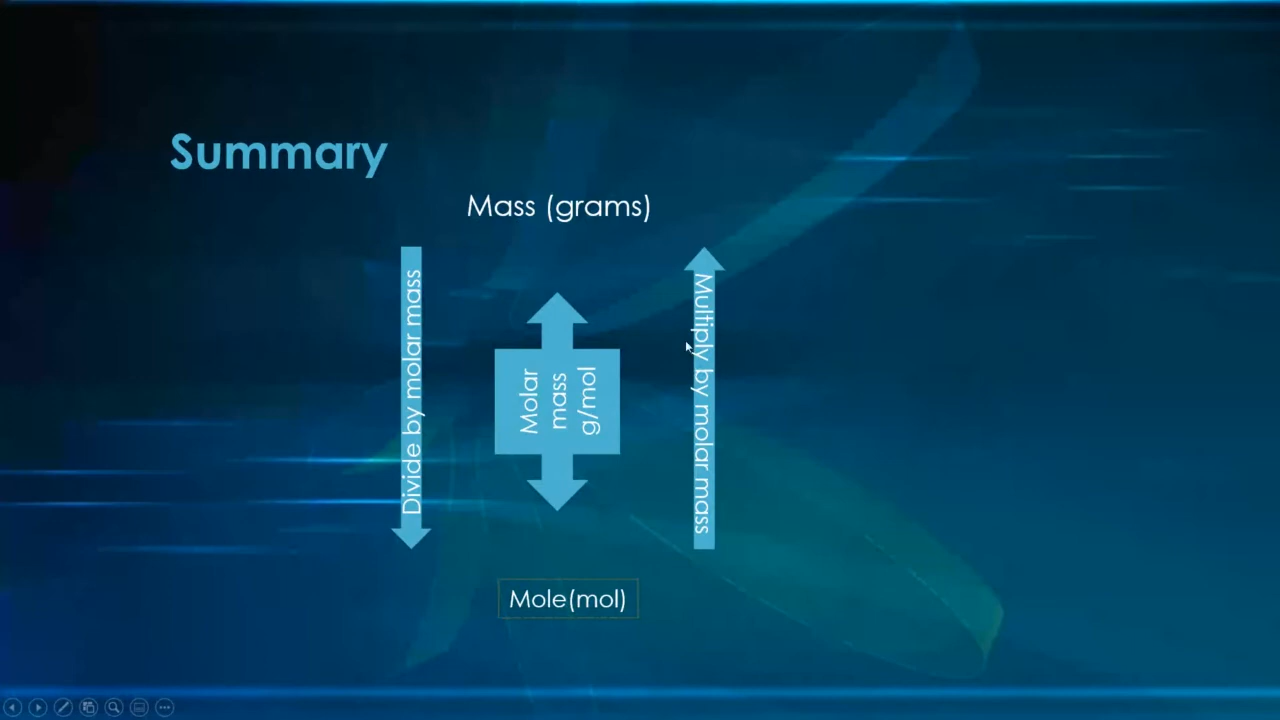 Summary
Mass (grams)
Divide by molar mass
Molar
mass
g/mol
Multiply by molar mass
Mole(mol)